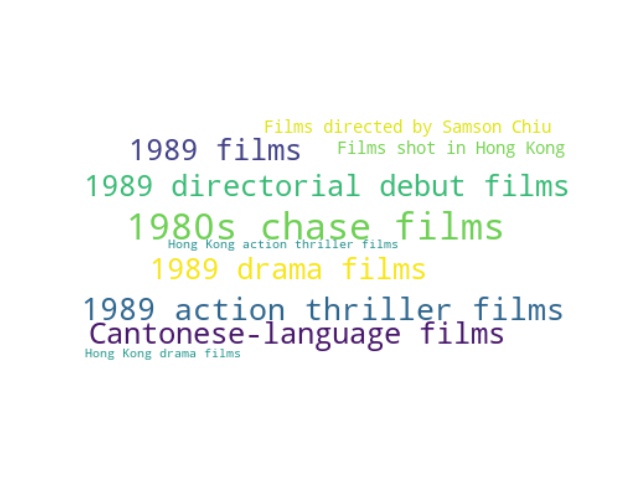 Films directed by Samson Chiu
1989 films
Films shot in Hong Kong
1989 directorial debut films
1980s chase films
Hong Kong action thriller films
1989 drama films
1989 action thriller films
Cantonese-language films
Hong Kong drama films